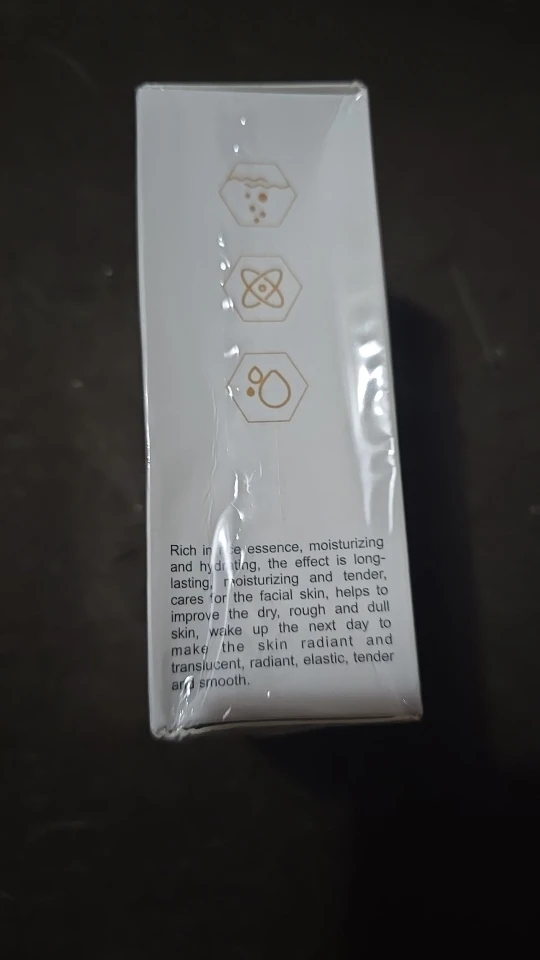 Rich in rice essence, moisturizing
and hydrating, the effect is long-
lasting, moisturizing and tender,
cares for the facial skin, helps to
improve the dry, rough and dull
skin, wake up the next day to
make the skin radiant and
translucent, radiant, elastic, tender
and smooth.